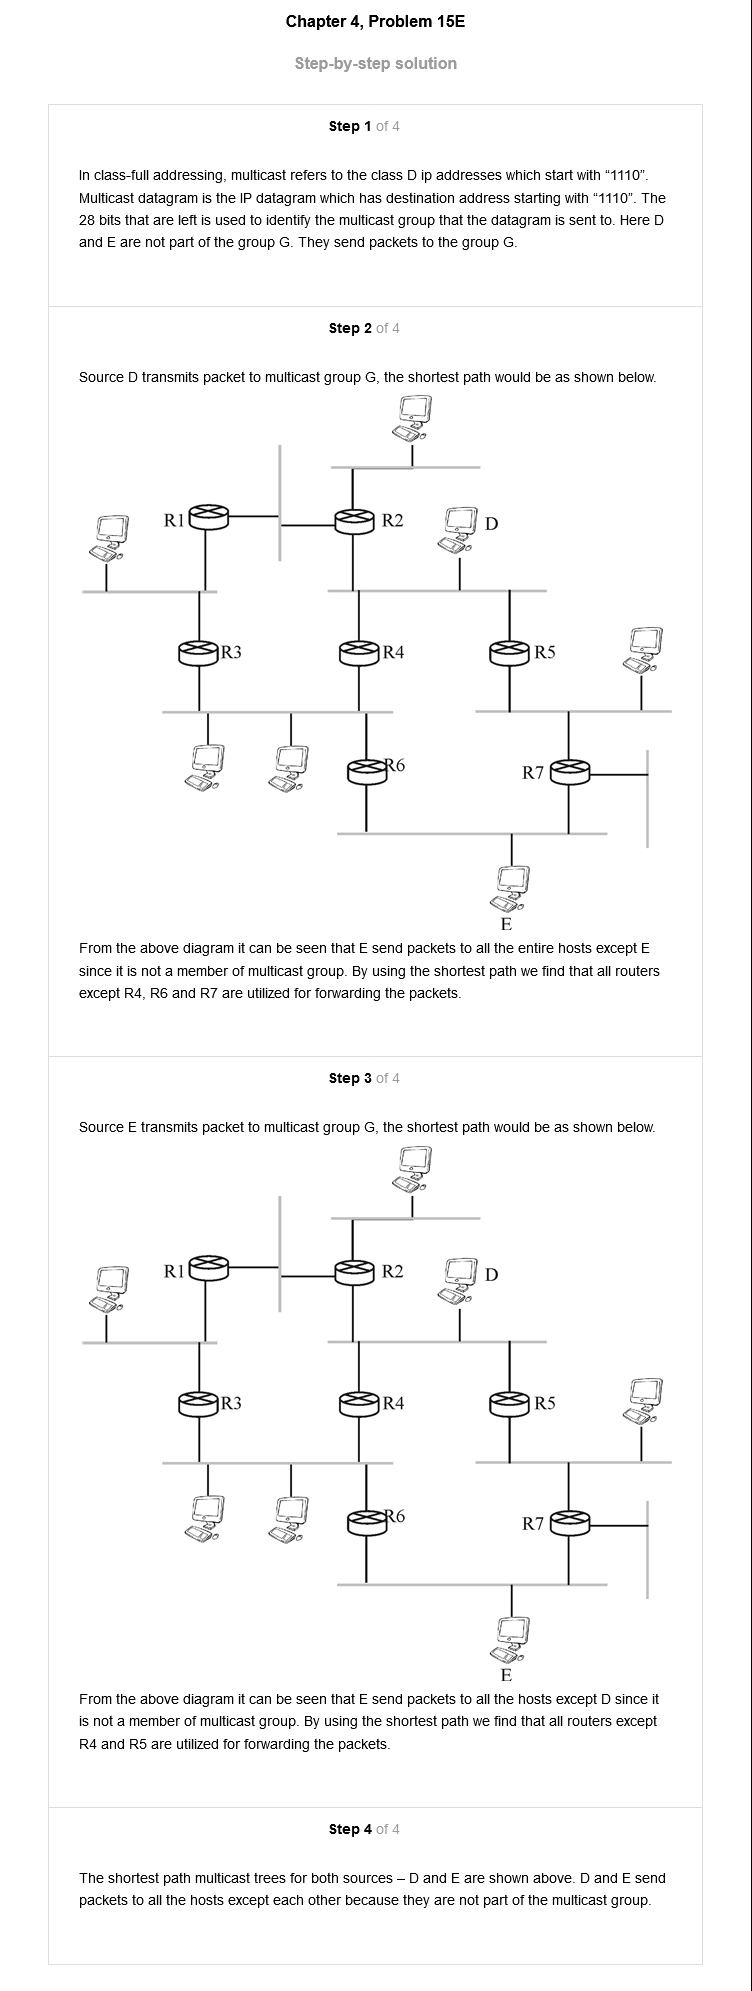 Chapter 4, Problem 15E
Step-by-step solution
Step 1 of 4
In class-full addressing, multicast refers to the class D ip addresses which start with “1110”.
Multicast datagram is the IP datagram which has destination address starting with “1110”. The
28 bits that are left is used to identify the multicast group that the datagram is sent to. Here D
and E are not part of the group G. They send packets to the group G.
Step 2 of 4
Source D transmits packet to multicast group G, the shortest path would be as shown below.
R1
R2
D
R3
R4
R5
R6
R7
E
From the above diagram it can be seen that E send packets to all the entire hosts except E
since it is not a member of multicast group. By using the shortest path we find that all routers
except R4, R6 and R7 are utilized for forwarding the packets.
Step 3 of 4
Source E transmits packet to multicast group G, the shortest path would be as shown below.
R1
R2
D
R3
R4
R5
R6
R7
E
From the above diagram it can be seen that E send packets to all the hosts except D since it
is not a member of multicast group. By using the shortest path we find that all routers except
R4 and R5 are utilized for forwarding the packets.
Step 4 of 4
The shortest path multicast trees for both sources – D and E are shown above. D and E send
packets to all the hosts except each other because they are not part of the multicast group.